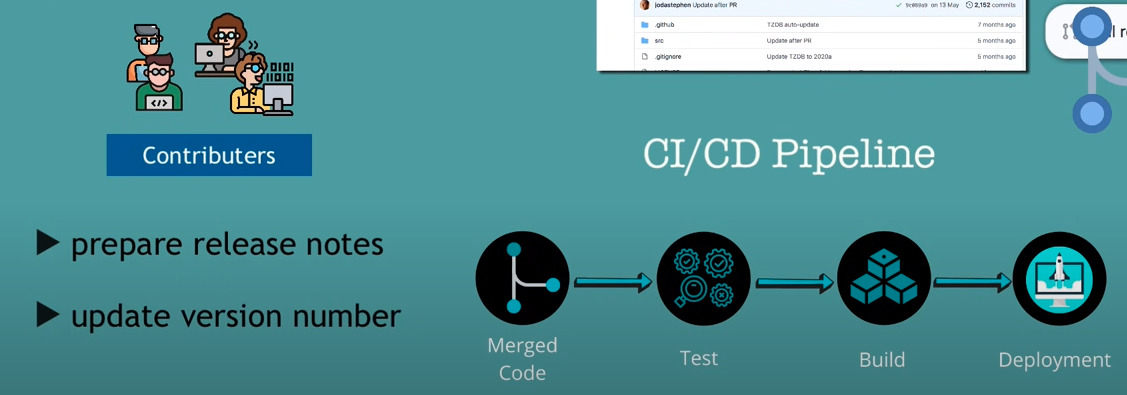 jodastephen Update after PR
9c069a9 on 13 May
2,152 commits
.github
TZDB auto-update
7 months ago
src
Update after PR
5 months ago
.gitignore
Update TZDB to 2020a
5 months ago
Contributers
CI/CD Pipeline
prepare release notes
update version number
</>
Merged
Code
Test
Build
Deployment